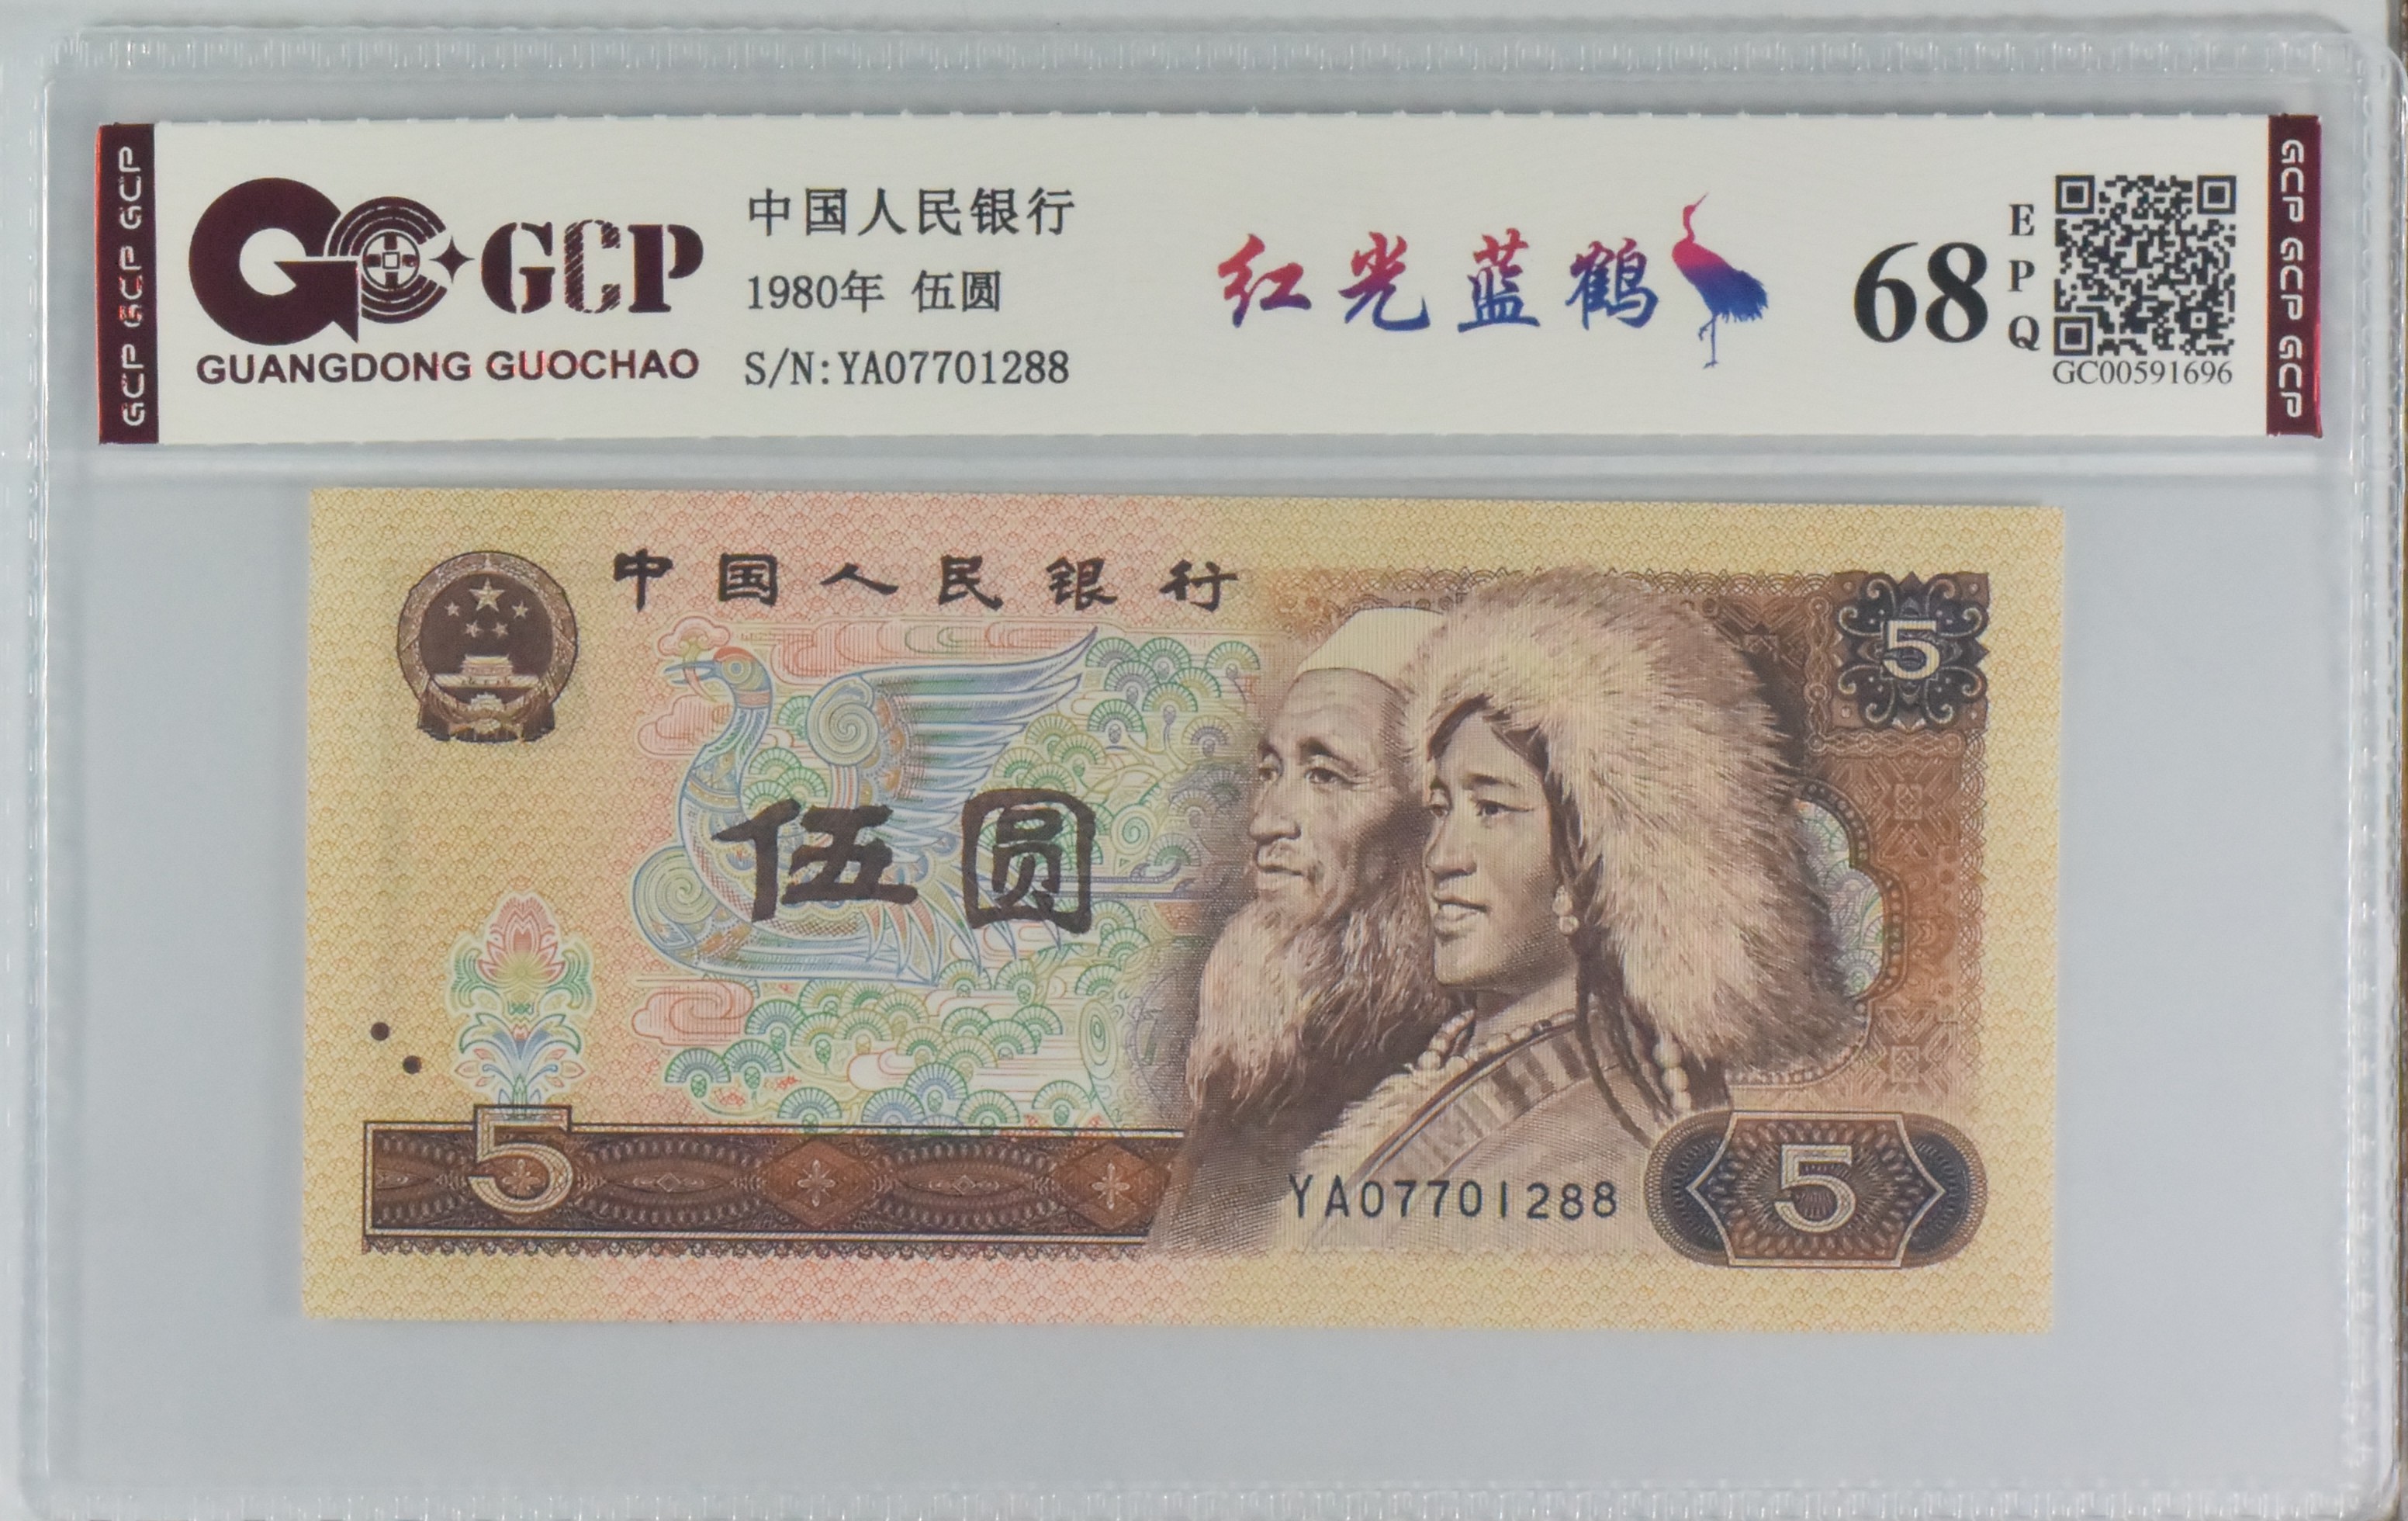 GCP GCP GCP
GCP
GUANGDONG GUOCHAO
中国人民银行
1980年 伍圆
S/N:YA07701288
红光蓝鹤
68
EPQ
GC00591696
GCP GCP GCP
中国人民银行
5
伍圆
5
YA07701288
5